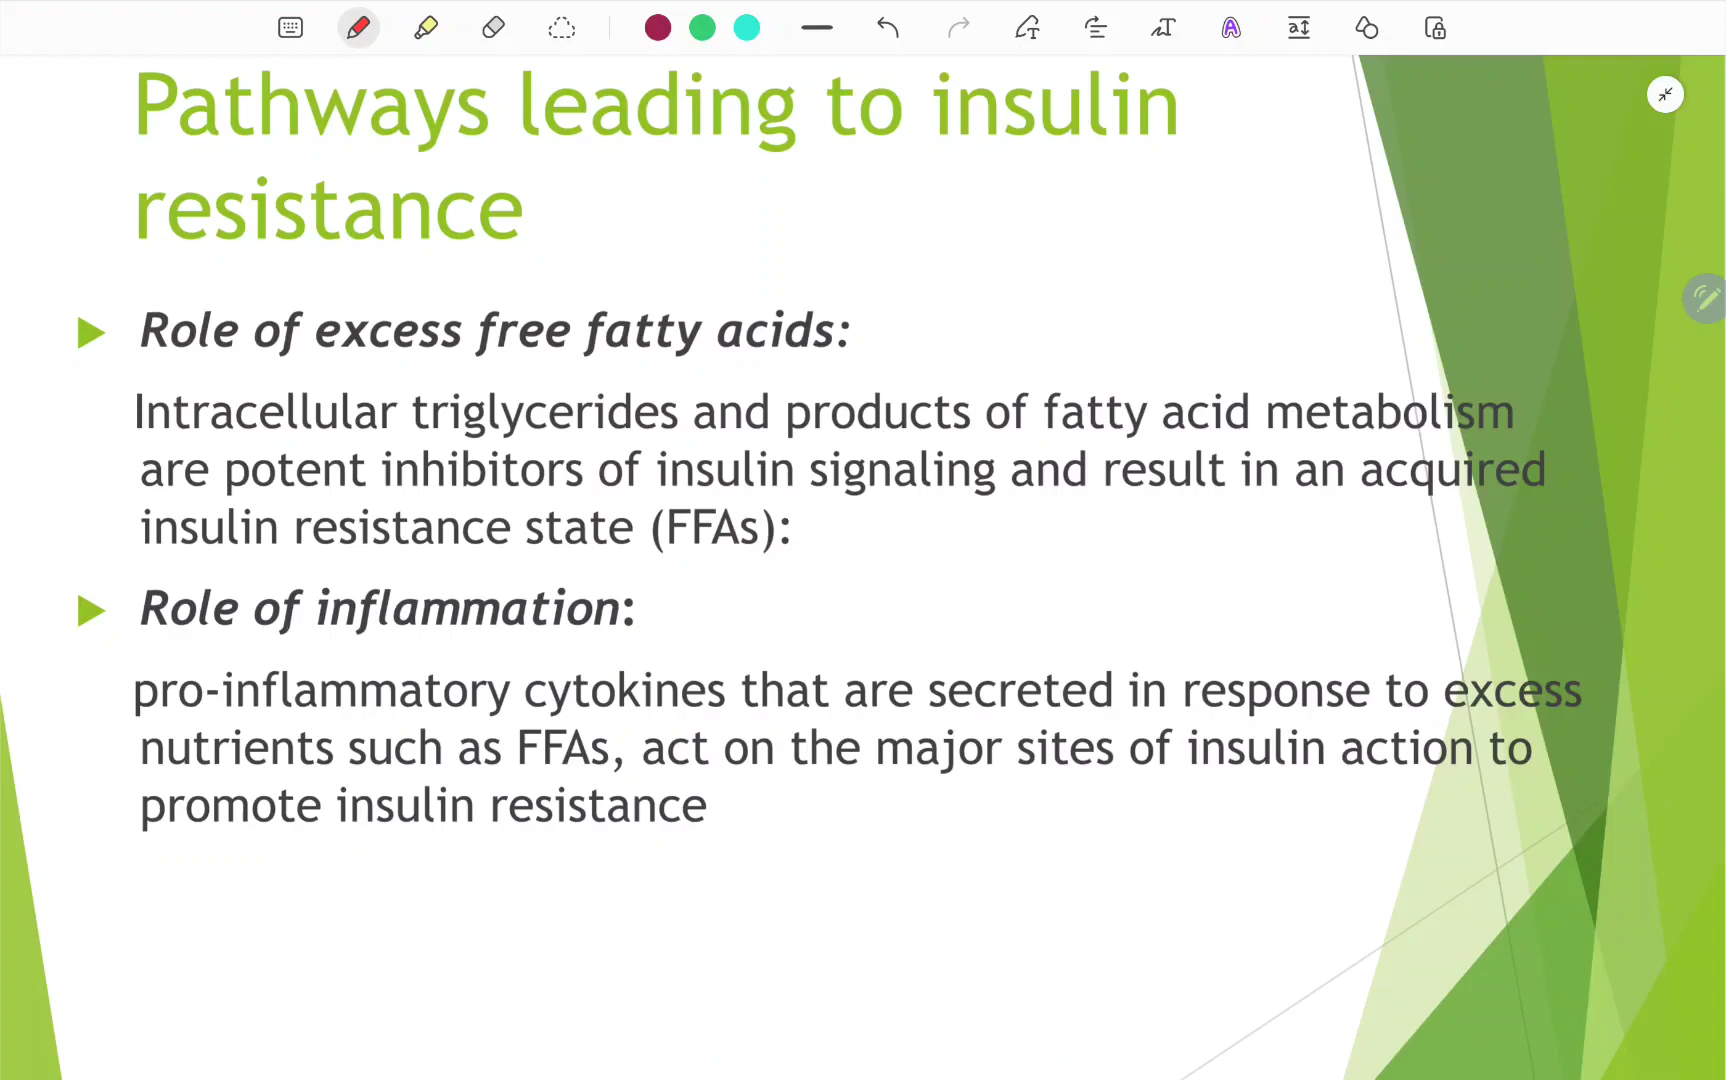 Pathways leading to insulin
resistance
Role of excess free fatty acids:
Intracellular triglycerides and products of fatty acid metabolism
are potent inhibitors of insulin signaling and result in an acquired
insulin resistance state (FFAs):
Role of inflammation:
pro-inflammatory cytokines that are secreted in response to excess
nutrients such as FFAs, act on the major sites of insulin action to
promote insulin resistance